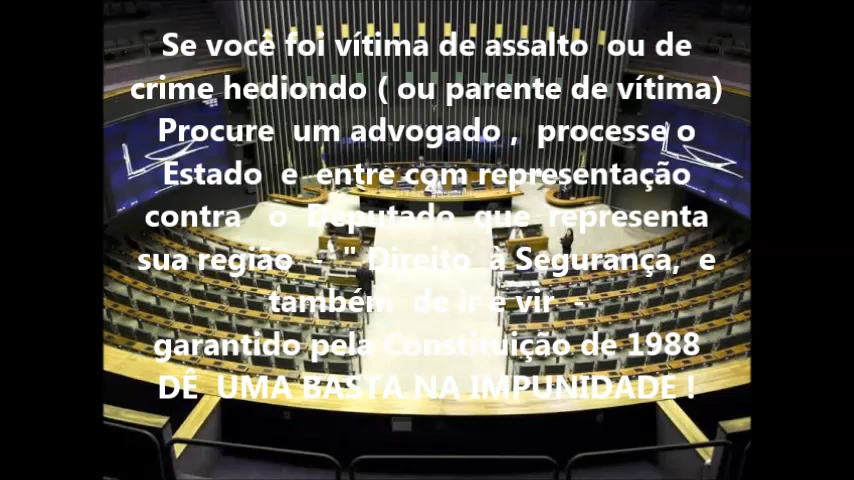 Se você foi vítima de assalto ou de
crime hediondo ( ou parente de vítima)
Procure um advogado , processe o
Estado e entre com representação
contra o Deputado que representa
sua região - " Direito à Segurança, e
também de ir e vir -
garantido pela Constituição de 1988
DÊ UMA BASTA NA IMPUNIDADE !